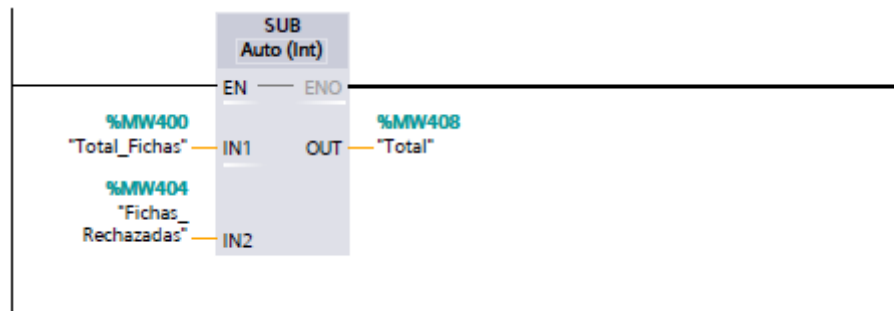 SUB
Auto (Int)
EN ENO
%MW400
"Total_Fichas" IN1
%MW408
OUT "Total"
%MW404
"Fichas_
Rechazadas" IN2